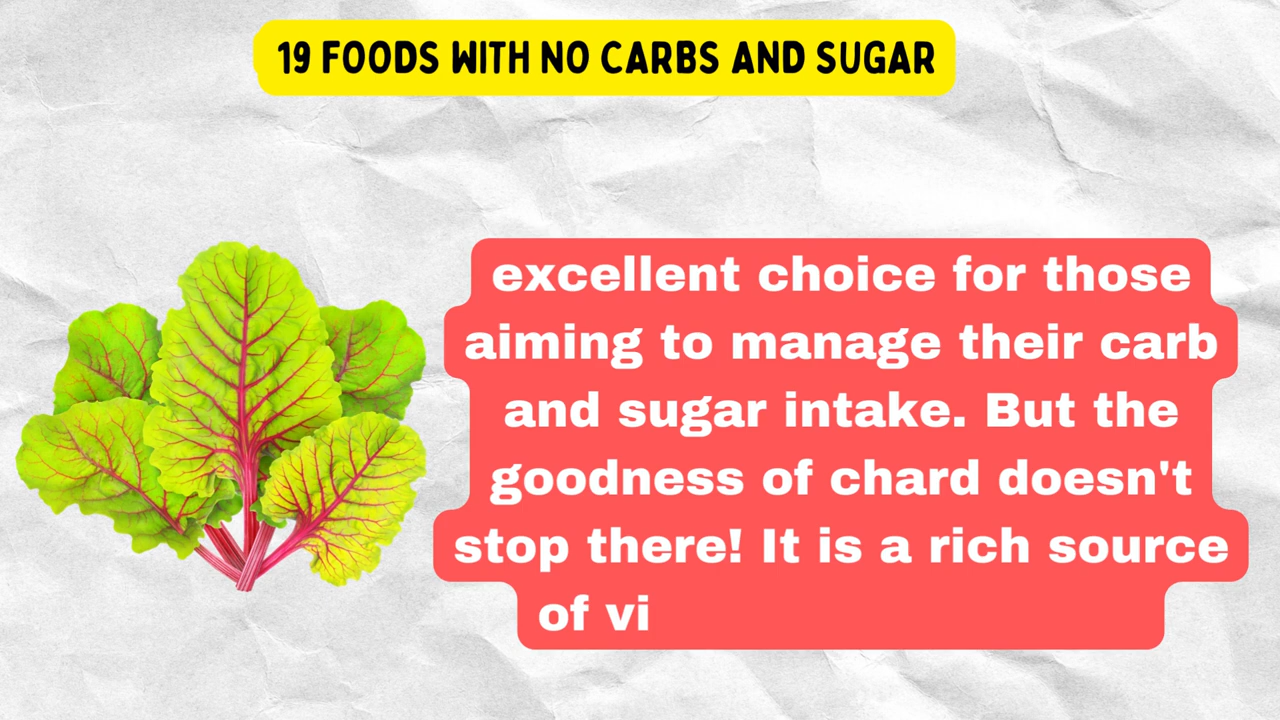 19 FOODS WITH NO CARBS AND SUGAR
excellent choice for those
aiming to manage their carb
and sugar intake. But the
goodness of chard doesn't
stop there! It is a rich source
of vi